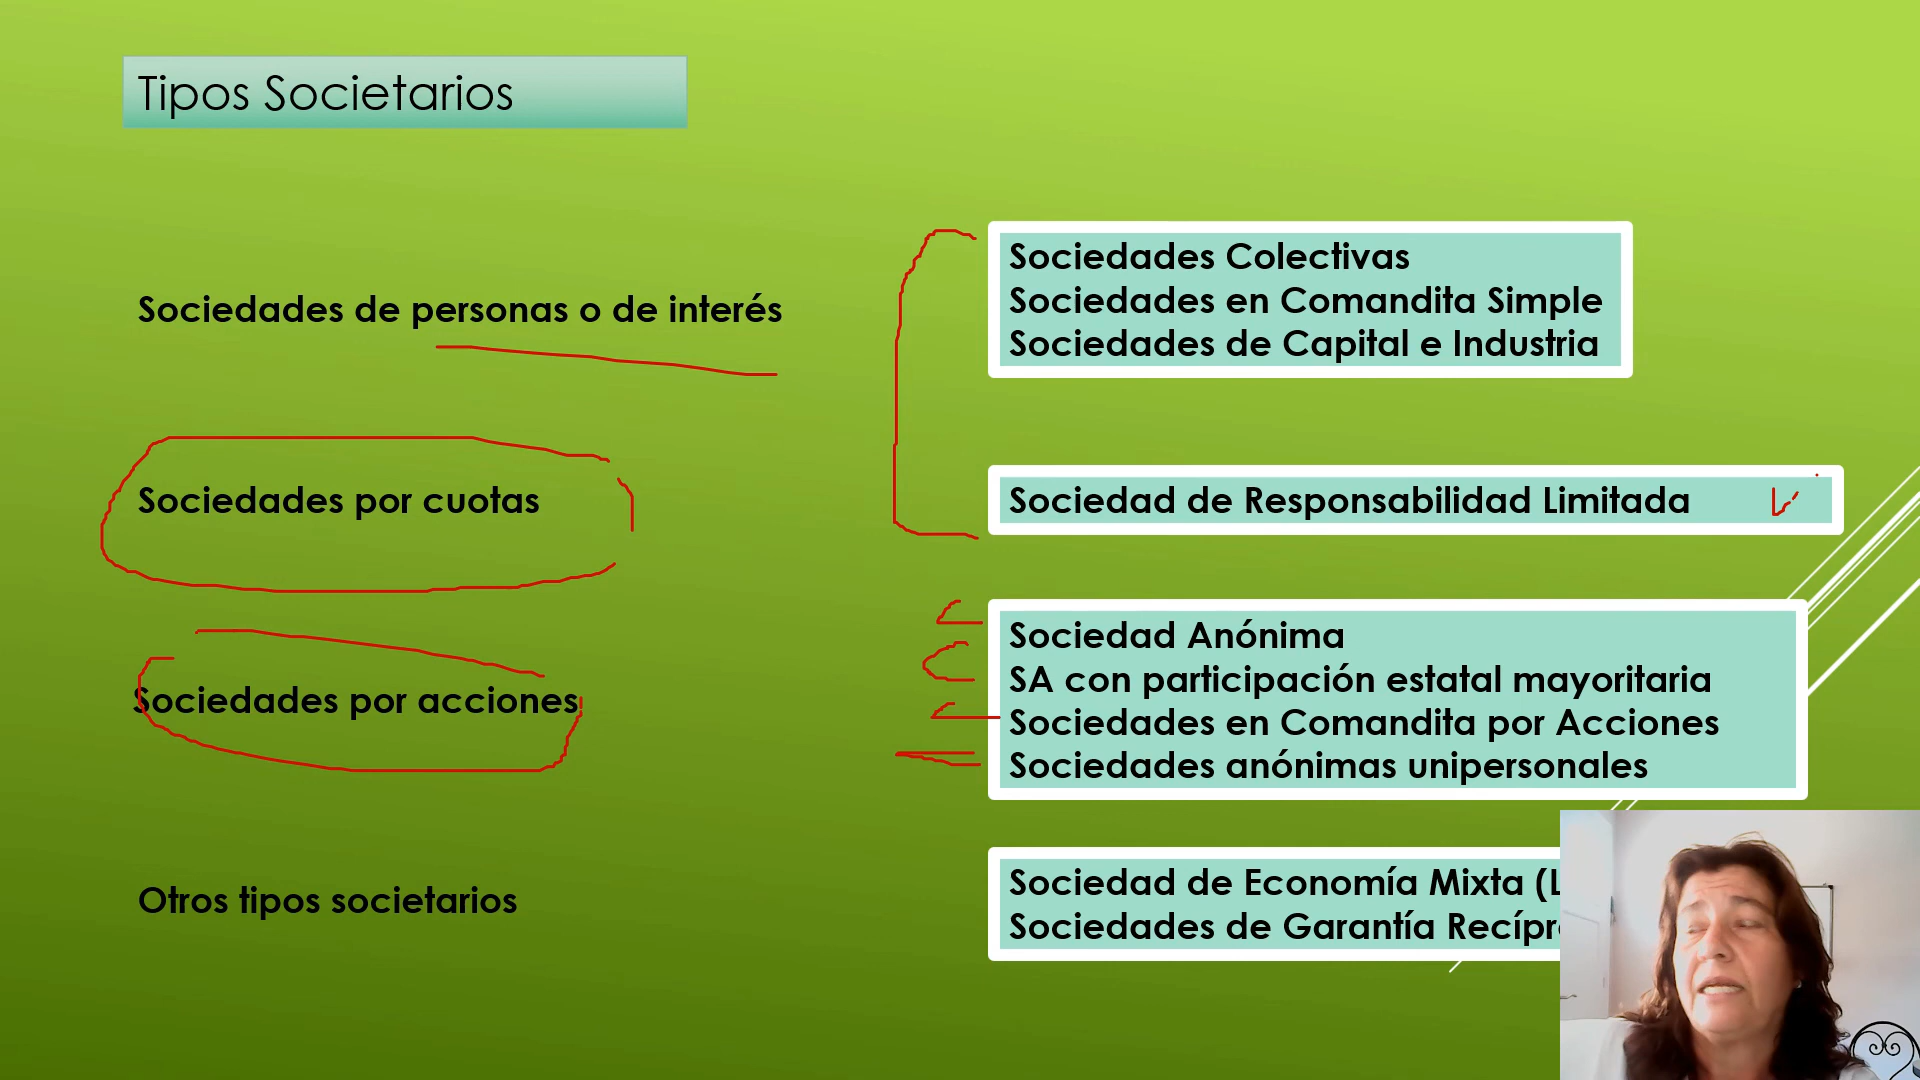 Tipos Societarios
Sociedades de personas o de interés
Sociedades Colectivas
Sociedades en Comandita Simple
Sociedades de Capital e Industria
Sociedades por cuotas
Sociedad de Responsabilidad Limitada
Sociedades por acciones
Sociedad Anónima
SA con participación estatal mayoritaria
Sociedades en Comandita por Acciones
Sociedades anónimas unipersonales
Otros tipos societarios
Sociedad de Economía Mixta
Sociedades de Garantía